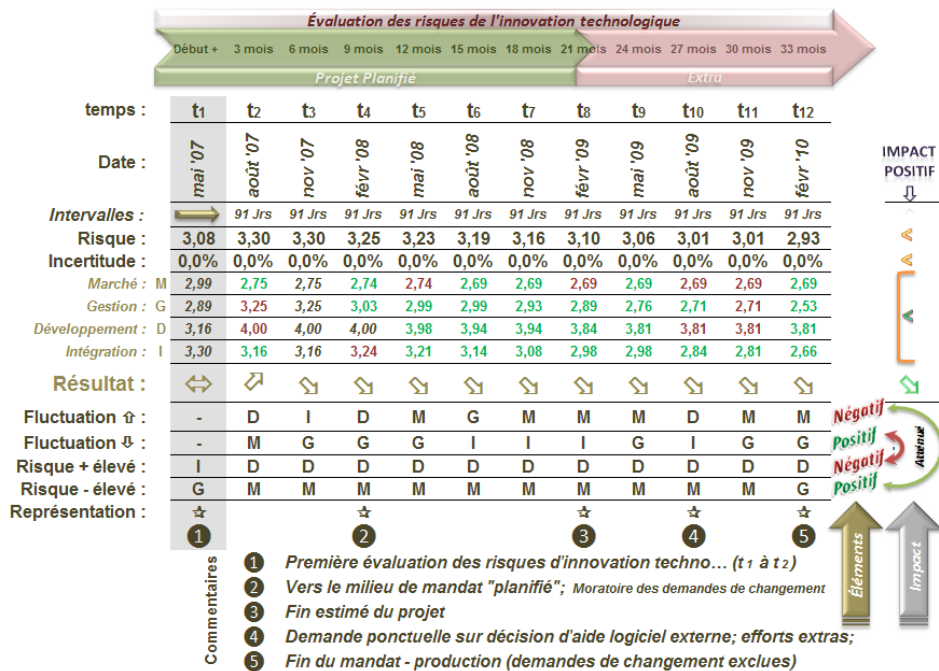 Évaluation des risques de l'innovation technologique
Début + 3 mois 6 mois 9 mois 12 mois 15 mois 18 mois 21 mois 24 mois 27 mois 30 mois 33 mois
Projet Planifié Extra
temps : t1 t2 t3 t4 t5 t6 t7 t8 t9 t10 t11 t12
Date : mai '07 août '07 nov '07 févr '08 mai '08 août '08 nov '08 févr '09 mai '09 août '09 nov '09 févr '10
IMPACT
POSITIF
Intervalles : 91 Jrs 91 Jrs 91 Jrs 91 Jrs 91 Jrs 91 Jrs 91 Jrs 91 Jrs 91 Jrs 91 Jrs 91 Jrs
Risque : 3,08 3,30 3,30 3,25 3,23 3,19 3,16 3,10 3,06 3,01 3,01 2,93
Incertitude : 0,0% 0,0% 0,0% 0,0% 0,0% 0,0% 0,0% 0,0% 0,0% 0,0% 0,0% 0,0%
Marché : M 2,99 2,75 2,75 2,74 2,74 2,69 2,69 2,69 2,69 2,69 2,69 2,69
Gestion : G 2,89 3,25 3,25 3,03 2,99 2,99 2,93 2,89 2,76 2,71 2,71 2,53
Développement : D 3,16 4,00 4,00 4,00 3,98 3,94 3,94 3,84 3,81 3,81 3,81 3,81
Intégration : I 3,30 3,16 3,16 3,24 3,21 3,14 3,08 2,98 2,98 2,84 2,81 2,66
Résultat :
Fluctuation ⇧ : - D I D M G M M M D M M
Fluctuation ⇩ : - M G G G I I I G I G G
Risque + élevé : I D D D D D D D D D D D
Risque - élevé : G M M M M M M M M M M G
Représentation :
Négatif
Positif
Négatif
Positif
Atténué
1 2 3 4 5
Éléments
Impact
Commentaires
1 Première évaluation des risques d'innovation techno… (t1 à t2)
2 Vers le milieu de mandat "planifié"; Moratoire des demandes de changement
3 Fin estimé du projet
4 Demande ponctuelle sur décision d'aide logiciel externe; efforts extras;
5 Fin du mandat - production (demandes de changement exclues)